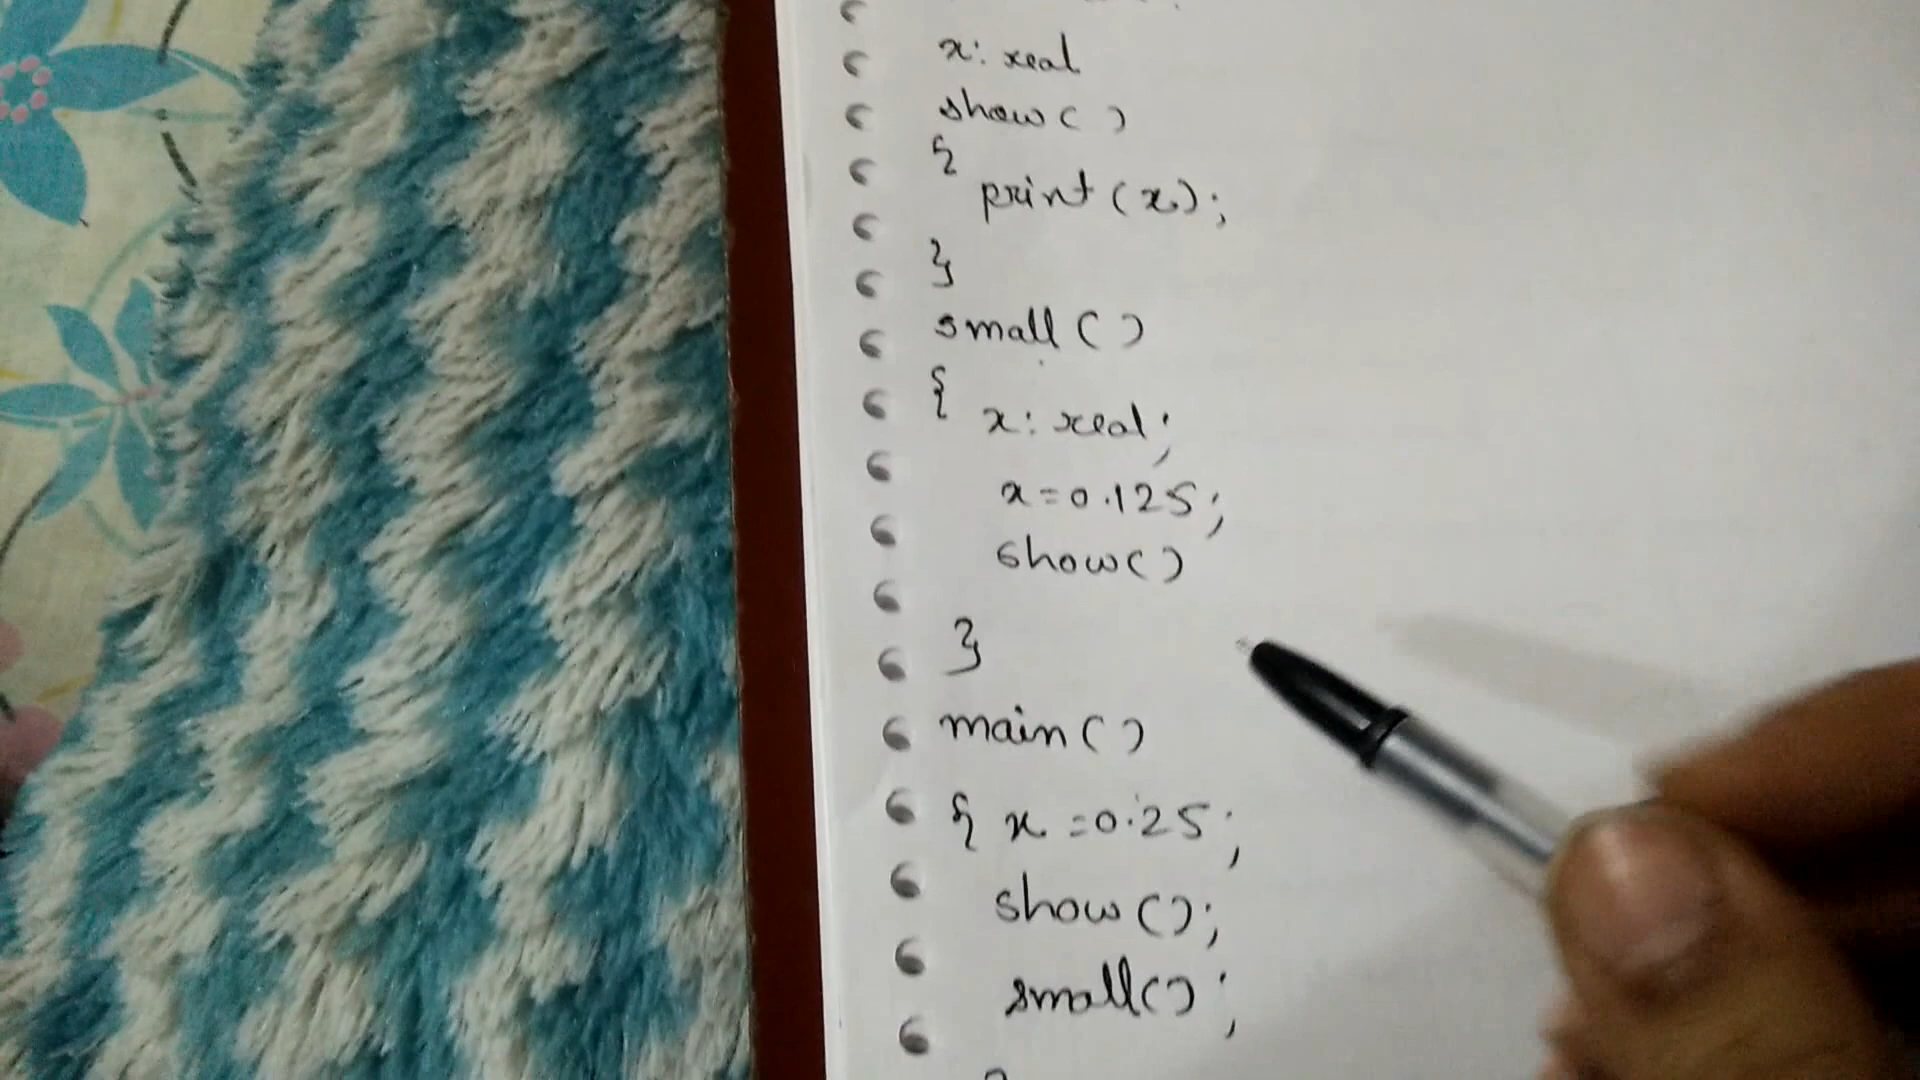 x: real
show( )
{
print(x);
}
small( )
{ x: real;
x=0.125;
show()
}
main( )
{ x=0.25;
show();
small();
}